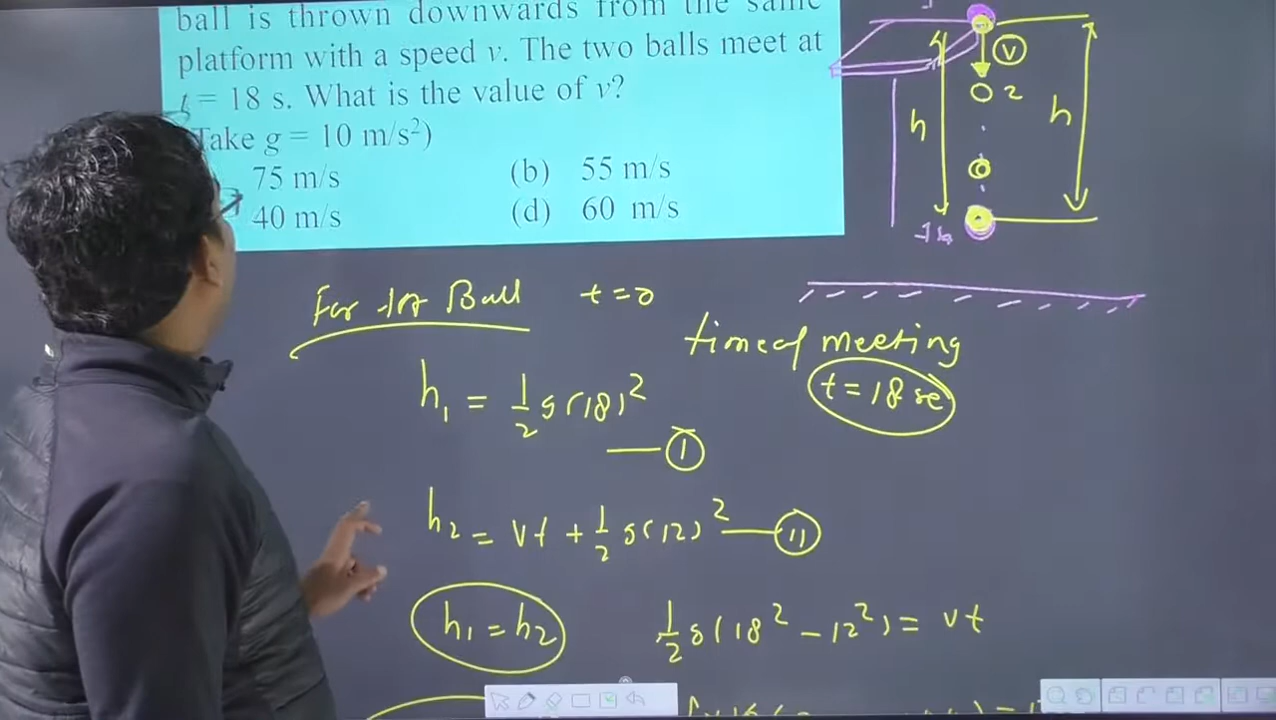 ball is thrown downwards from the same
platform with a speed v. The two balls meet at
t = 18 s. What is the value of v?
Take g = 10 m/s²)
75 m/s (b) 55 m/s
40 m/s (d) 60 m/s
V
2
h
h
For 1st Ball t=0
time of meeting
t = 18 se
h₁ = 1/2 g(18)²
— I
h₂ = vt + 1/2 g(12)² — II
h₁ = h₂
1/2 g(18² - 12²) = vt